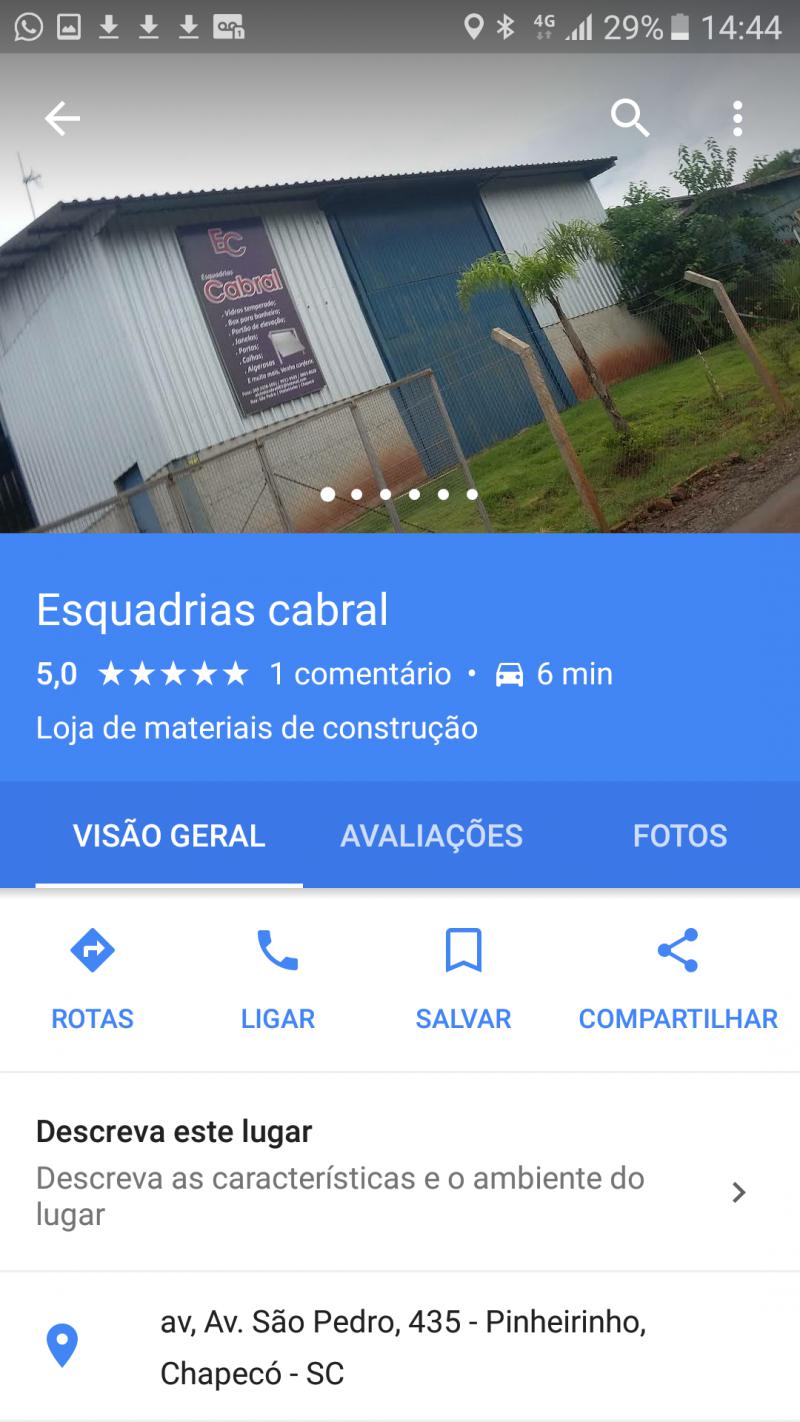 4G 29% 14:44
EC
Esquadrias
Cabral
. Vidros temperado;
. Box para banheiro;
. Portão de elevação;
. Janelas;
. Portas;
. Calhas;
. Algerosas
E muito mais. Venha conferir.
Esquadrias cabral
5,0 ★★★★★ 1 comentário • 6 min
Loja de materiais de construção
VISÃO GERAL AVALIAÇÕES FOTOS
ROTAS LIGAR SALVAR COMPARTILHAR
Descreva este lugar
Descreva as características e o ambiente do
lugar
av, Av. São Pedro, 435 - Pinheirinho,
Chapecó - SC